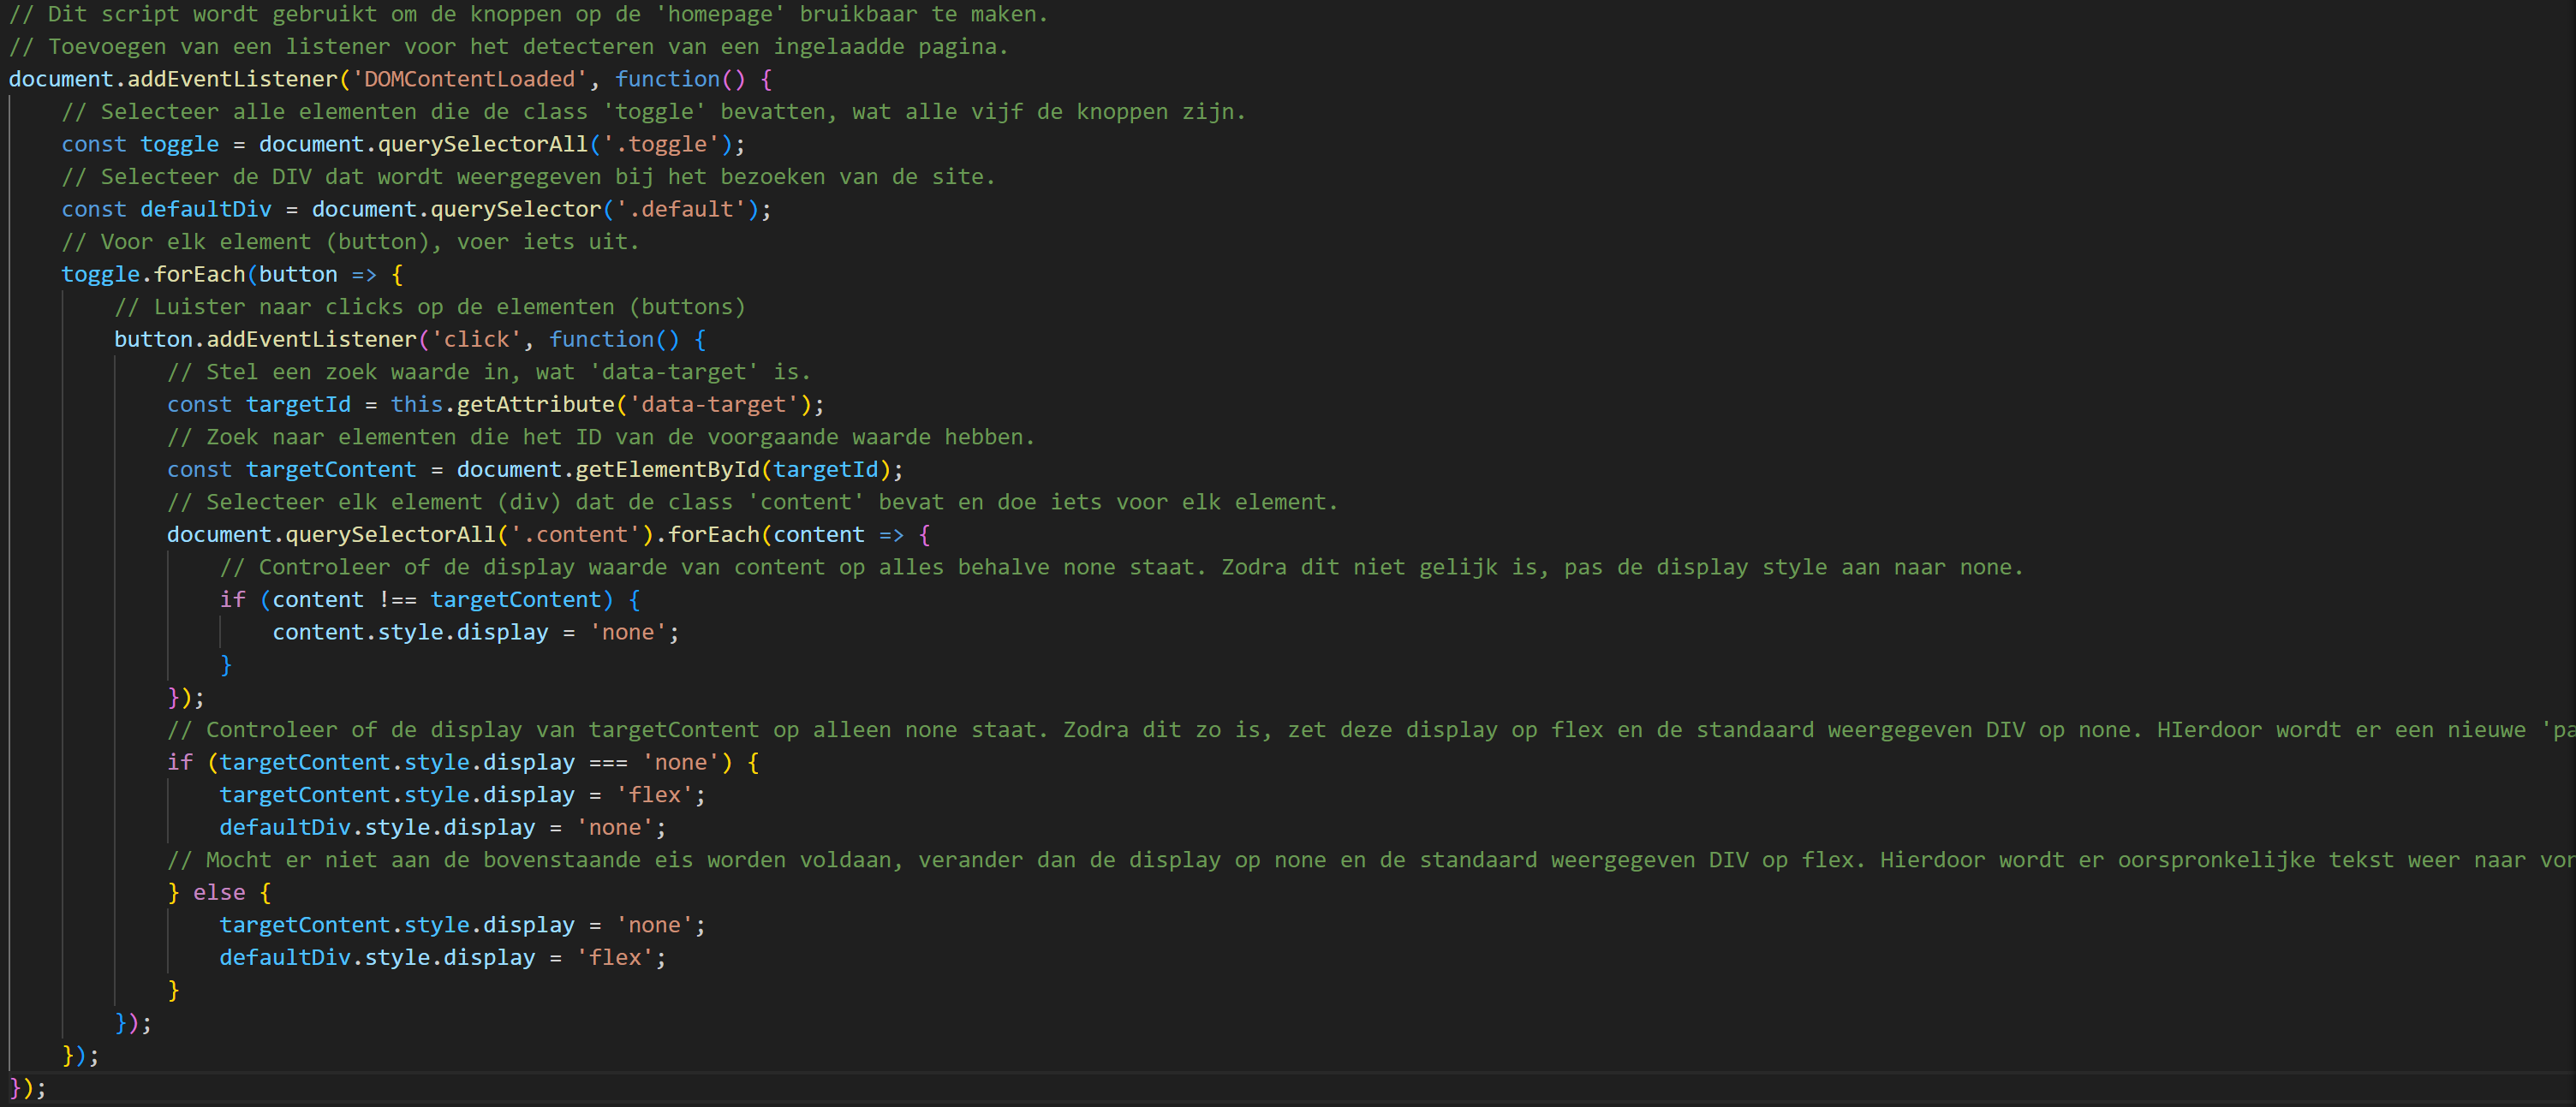 // Dit script wordt gebruikt om de knoppen op de 'homepage' bruikbaar te maken.
// Toevoegen van een listener voor het detecteren van een ingelaadde pagina.
document.addEventListener('DOMContentLoaded', function() {
    // Selecteer alle elementen die de class 'toggle' bevatten, wat alle vijf de knoppen zijn.
    const toggle = document.querySelectorAll('.toggle');
    // Selecteer de DIV dat wordt weergegeven bij het bezoeken van de site.
    const defaultDiv = document.querySelector('.default');
    // Voor elk element (button), voer iets uit.
    toggle.forEach(button => {
        // Luister naar clicks op de elementen (buttons)
        button.addEventListener('click', function() {
            // Stel een zoek waarde in, wat 'data-target' is.
            const targetId = this.getAttribute('data-target');
            // Zoek naar elementen die het ID van de voorgaande waarde hebben.
            const targetContent = document.getElementById(targetId);
            // Selecteer elk element (div) dat de class 'content' bevat en doe iets voor elk element.
            document.querySelectorAll('.content').forEach(content => {
                // Controleer of de display waarde van content op alles behalve none staat. Zodra dit niet gelijk is, pas de display style aan naar none.
                if (content !== targetContent) {
                    content.style.display = 'none';
                }
            });
            // Controleer of de display van targetContent op alleen none staat. Zodra dit zo is, zet deze display op flex en de standaard weergegeven DIV op none. HIerdoor wordt er een nieuwe 'pa
            if (targetContent.style.display === 'none') {
                targetContent.style.display = 'flex';
                defaultDiv.style.display = 'none';
            // Mocht er niet aan de bovenstaande eis worden voldaan, verander dan de display op none en de standaard weergegeven DIV op flex. Hierdoor wordt er oorspronkelijke tekst weer naar vor
            } else {
                targetContent.style.display = 'none';
                defaultDiv.style.display = 'flex';
            }
        });
    });
});